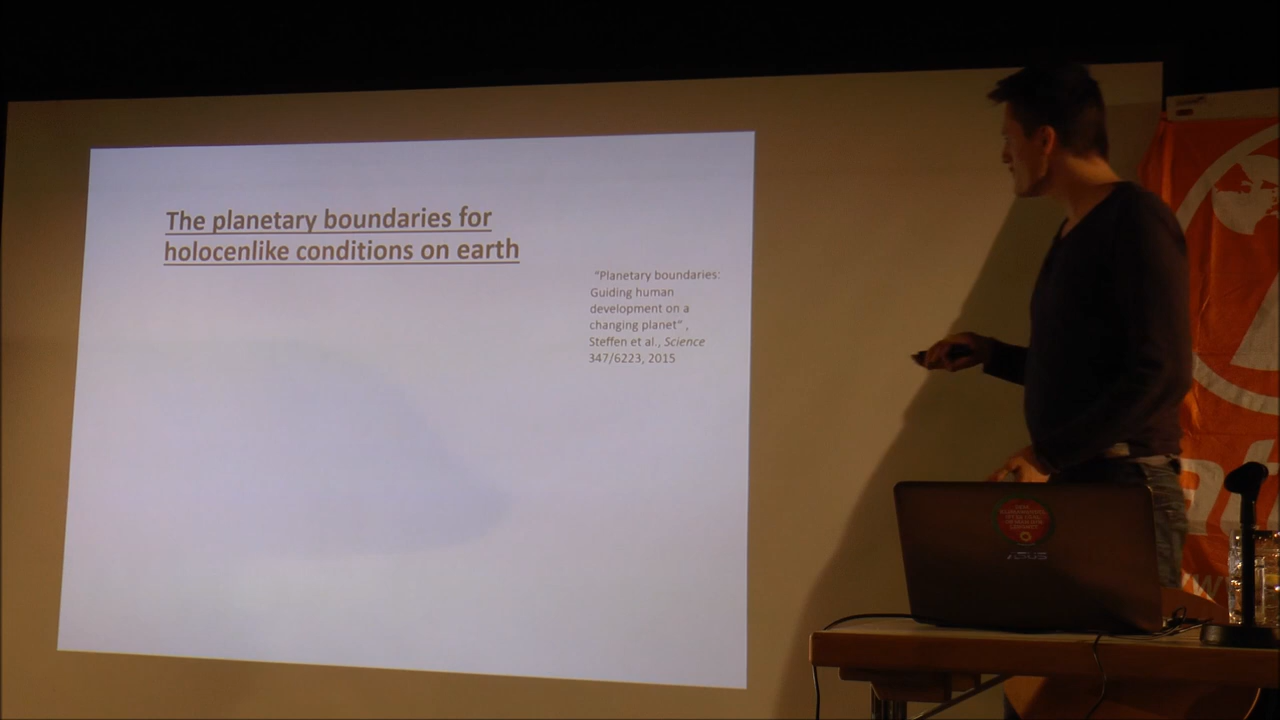 The planetary boundaries for
holocenlike conditions on earth
“Planetary boundaries:
Guiding human
development on a
changing planet” ,
Steffen et al., Science
347/6223, 2015
ASUS